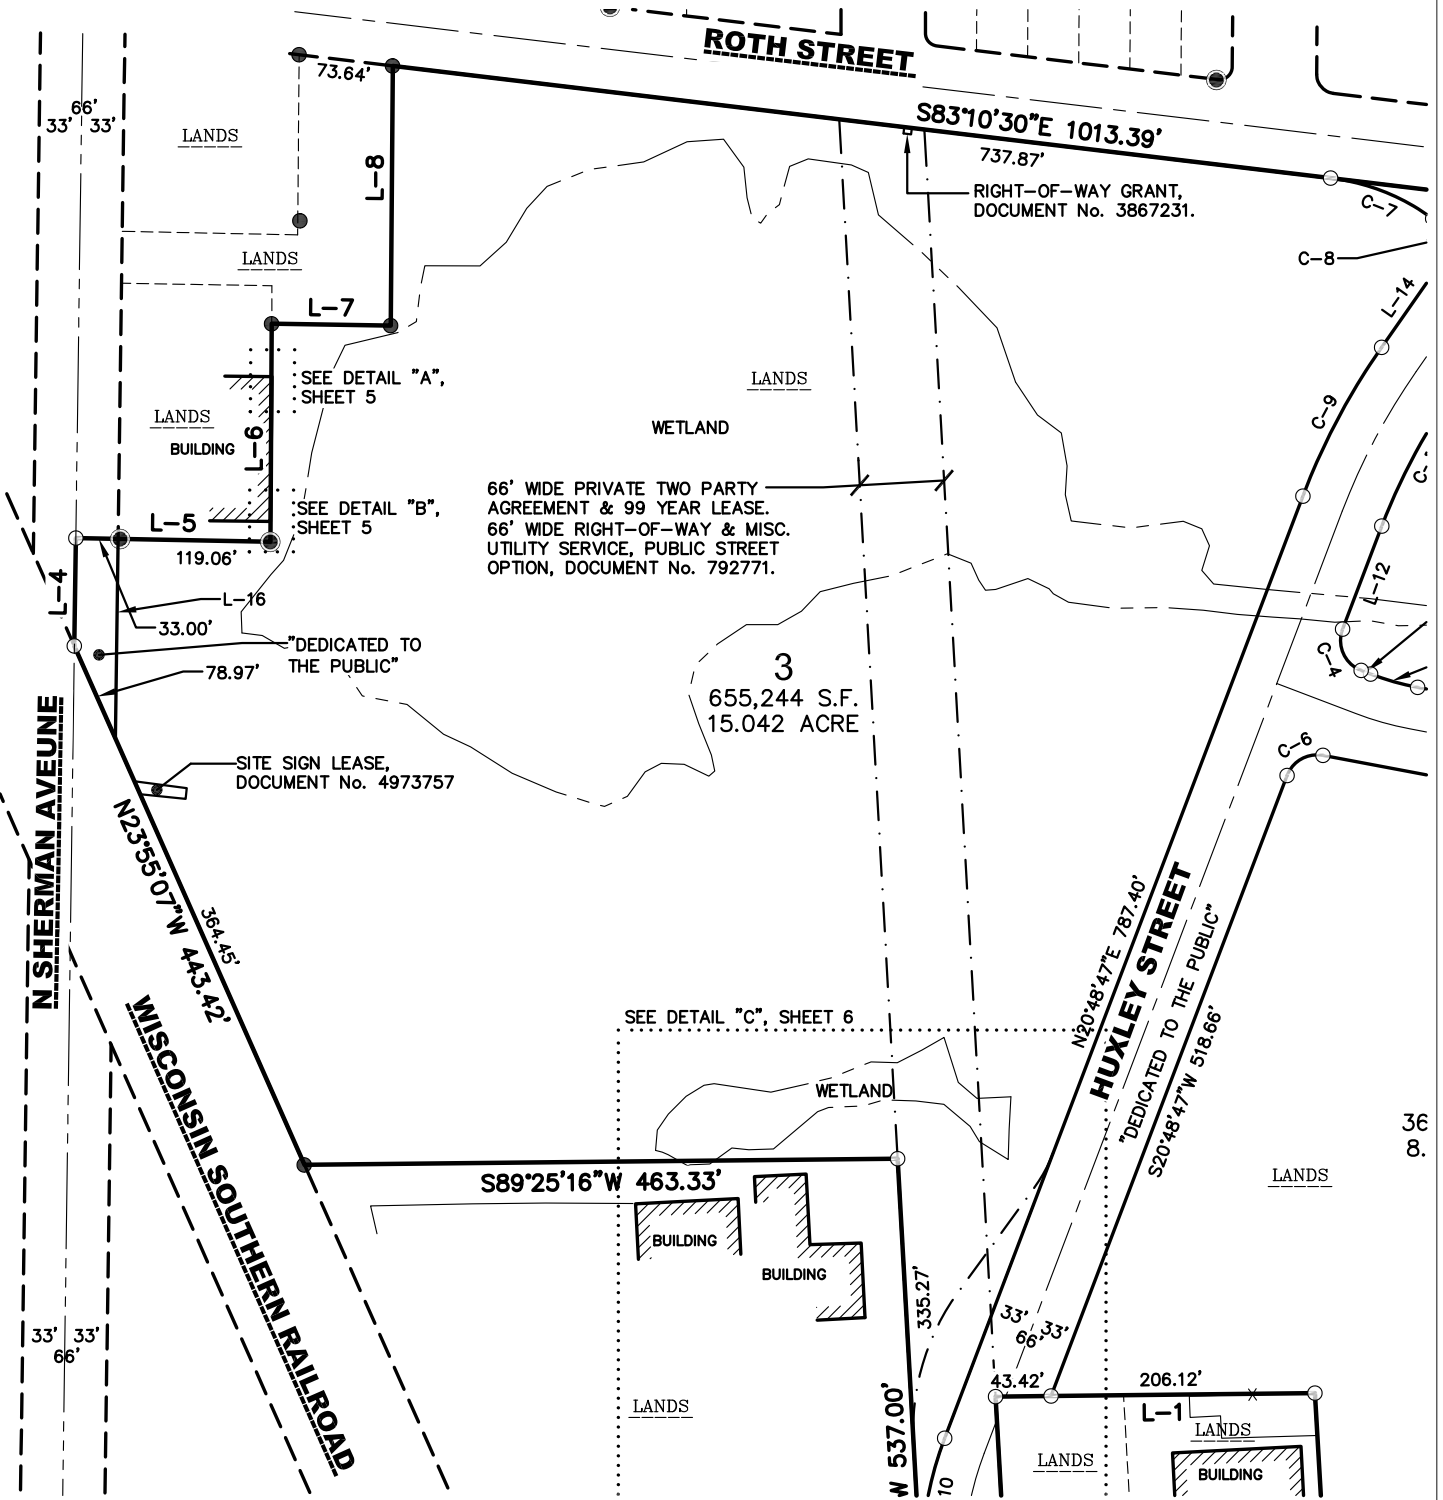 ROTH STREET
73.64'
S83°10'30"E 1013.39'
737.87'
66'
33' 33'
LANDS
L-8
RIGHT-OF-WAY GRANT,
DOCUMENT No. 3867231.
C-7
C-8
LANDS
L-14
L-7
SEE DETAIL "A",
SHEET 5
LANDS
LANDS
BUILDING
L-6
WETLAND
C-9
66' WIDE PRIVATE TWO PARTY
AGREEMENT & 99 YEAR LEASE.
66' WIDE RIGHT-OF-WAY & MISC.
UTILITY SERVICE, PUBLIC STREET
OPTION, DOCUMENT No. 792771.
SEE DETAIL "B",
SHEET 5
L-5
119.06'
L-4
L-16
33.00'
L-12
C-4
"DEDICATED TO
THE PUBLIC"
78.97'
3
655,244 S.F.
15.042 ACRE
C-6
SITE SIGN LEASE,
DOCUMENT No. 4973757
N SHERMAN AVEUNE
N23°55'07"W 443.42'
364.45'
N20°48'47"E 787.40'
HUXLEY STREET
"DEDICATED TO THE PUBLIC"
S20°48'47"W 518.66'
SEE DETAIL "C", SHEET 6
WISCONSIN SOUTHERN RAILROAD
WETLAND
36
8.
S89°25'16"W 463.33'
LANDS
BUILDING
BUILDING
335.27'
33' 33'
66'
33' 33'
66'
43.42'
206.12'
L-1
LANDS
W 537.00'
LANDS
LANDS
BUILDING
10